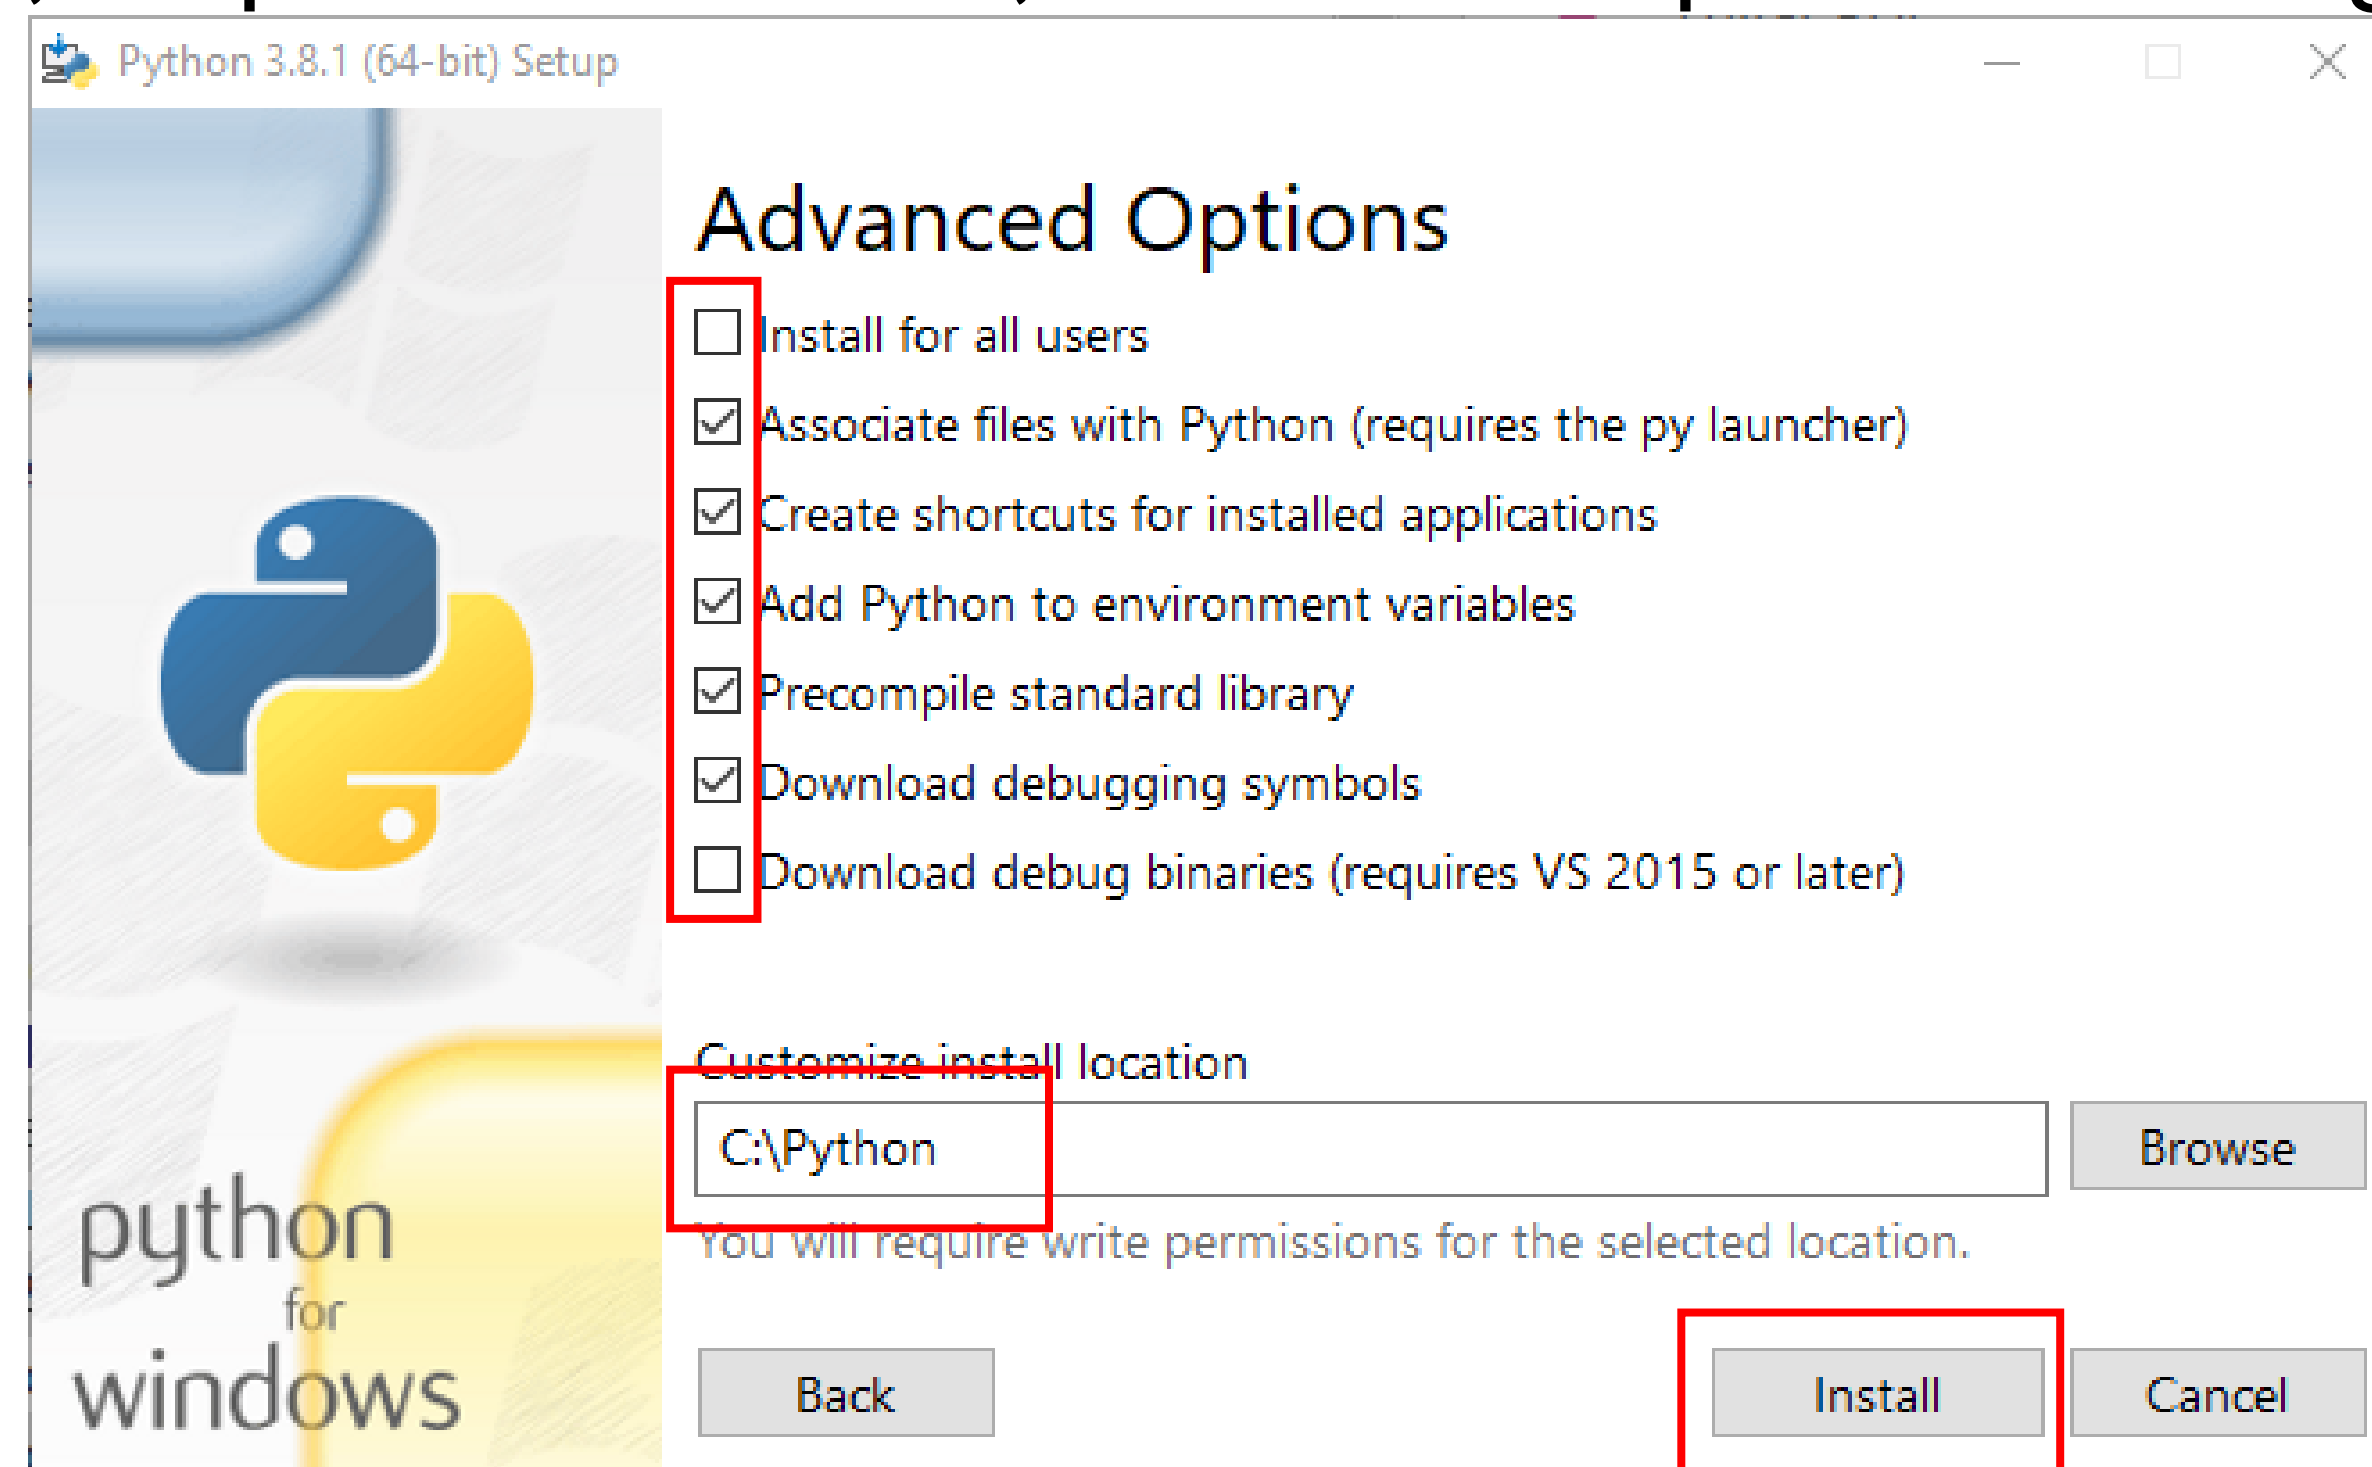 Python 3.8.1 (64-bit) Setup
Advanced Options
Install for all users
Associate files with Python (requires the py launcher)
Create shortcuts for installed applications
Add Python to environment variables
Precompile standard library
Download debugging symbols
Download debug binaries (requires VS 2015 or later)
Customize install location
C:\Python
Browse
You will require write permissions for the selected location.
python
for
windows
Back
Install
Cancel